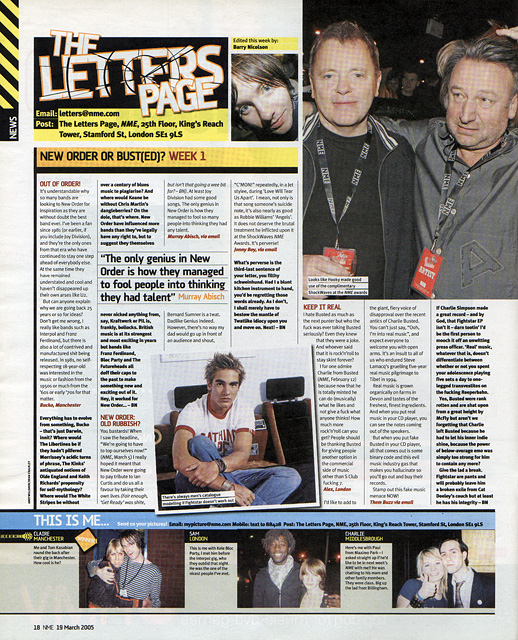 NEWS
THE
LETTERS
PAGE
Edited this week by:
Barry Nicolson
Email: letters@nme.com
Post: The Letters Page, NME, 25th Floor, King's Reach
Tower, Stamford St, London SE1 9LS
NEW ORDER OR BUST(ED)? WEEK 1
OUT OF ORDER!
It's understandable why
so many bands are
looking to New Order for
inspiration as they are
without doubt the best
band ever. I've been a fan
since 1981 (or earlier, if
you include Joy Division),
and they're the only ones
from that era who have
continued to stay one step
ahead of everybody else.
At the same time they
have remained
understated and cool and
haven't disappeared up
their own arses like U2.
But can anyone explain
why we are going back 25
years or so for ideas?
Don't get me wrong, I
really like bands such as
Interpol and Franz
Ferdinand, but there is
also a lot of contrived and
manufactured shit being
released. In 1981, no self-
respecting 18-year-old
was interested in the
music or fashion from the
1950s or much from the
'60s or early '70s for that
matter.
Bucko, Manchester
Everything has to evolve
from something, Bucko
– that's just Darwin,
innit? Where would
The Libertines be if
they hadn't pilfered
Morrissey's acidic turns
of phrase, The Kinks'
antiquated notions of
Olde England and Keith
Richards' propensity
for self-mythology?
Where would The White
Stripes be without
over a century of blues
music to plagiarise? And
where would Keane be
without Chris Martin's
dangleberries? On the
dole, that's where. New
Order have influenced more
bands than they've legally
have any right to, but to
suggest they themselves
but isn't that going a wee bit
far? – BN). At least Joy
Division had some good
songs. The only genius in
New Order is how they
managed to fool so many
people into thinking they had
any talent.
Murray Abisch, via email
"The only genius in New
Order is how they managed
to fool people into thinking
they had talent" Murray Abisch
never nicked anything from,
say, Kraftwerk or PiL is,
frankly, bollocks. British
music is at its strongest
and most exciting in years
but bands like
Franz Ferdinand,
Bloc Party and The
Futureheads all
doff their caps to
the past to make
something new and
exciting out of it.
Hey, it worked for
New Order... – BN
NEW ORDER:
OLD RUBBISH?
You bastards! When
I saw the headline,
"We're going to have
to top ourselves now!"
(NME, March 5) I really
hoped it meant that
New Order were going
to pay tribute to Ian
Curtis and do us all a
favour by taking their
own lives (Fair enough,
'Get Ready' was shite,
Bernard Sumner is a twat.
Dadlike Genius indeed.
However, there's no way my
dad would go up in front of
an audience and shout,
"C'MON!" repeatedly, in a Jet
styley, during 'Love Will Tear
Us Apart'. I mean, not only is
that song someone's suicide
note, it's also nearly as good
as Robbie Williams' 'Angels'.
It does not deserve the brutal
treatment he inflicted upon it
at the ShockWaves NME
Awards. It's perverse!
Jonny Roy, via email
What's perverse is the
third-last sentence of
your letter, you filthy
schweinhund. Had I a blunt
kitchen instrument to hand,
you'd be regretting those
words already. As I don't,
I shall merely have to
bestow the mantle of
Twatlike Idiocy upon you
and move on. Next! – BN
Looks like Hooky made good
use of the complimentary
ShockWaves at the NME awards
ARTIST
There's always men's catalogue
modelling if Fightstar doesn't work out
KEEP IT REAL
I hate Busted as much as
the next punter but who the
fuck was ever taking Busted
seriously? Even they knew
that they were a joke.
And whoever said
that it is rock'n'roll to
stay skint forever?
I for one admire
Charlie from Busted
(NME, February 12)
because now that he
is totally minted he
can do (musically)
what he likes and
not give a fuck what
anyone thinks! How
much more
rock'n'roll can you
get? People should
be thanking Busted
for giving people
another option in
the commercial
side of music
other than S Club
fucking 7.
Alex, London
I'd like to add to
the giant, fiery voice of
disapproval over the recent
antics of Charlie Busted.
You can't just say, "Ooh,
I'm into real music", and
expect everyone to
welcome you with open
arms. It's an insult to all of
us who endured Steve
Lamacq's gruelling five-year
real music pilgrimage to
Tibet in 1994.
Real music is grown
organically on farms in
Devon and tastes of the
freshest, finest ingredients.
And when you put real
music in your CD player, you
can see the notes coming
out of the speakers.
But when you put fake
Busted in your CD player,
all that comes out is some
binary code and this evil
music industry gas that
makes you hallucinate so
you'll go out and buy their
records.
Stamp out this fake music
menace NOW!
Thom Buzz via email
If Charlie Simpson made
a great record – and by
God, that Fightstar EP
isn't it – darn tootin' I'd
be the first person to
mooch it off an unwitting
press officer. 'Real' music,
whatever that is, doesn't
differentiate between
whether or not you spent
your adolescence playing
five sets a day to one-
legged transvestites on
the fucking Reeperbahn.
Yes, Busted were rank
rotten and are shat upon
from a great height by
McFly but aren't we
forgetting that Charlie
left Busted because he
had to let his inner indie
shine, because the power
of below-average emo was
simply too strong for him
to contain any more?
Give the lad a break.
Fightstar are pants and
will probably leave him
a broken exile from Cat
Deeley's couch but at least
he has his integrity – BN
THIS IS ME...
Send us your pictures! Email: mypicture@nme.com Mobile: text to 88428 Post: The Letters Page, NME, 25th Floor, King's Reach Tower, Stamford St, London SE1 9LS
CLAIRE
MANCHESTER
Me and Tom Kasabian
round the back after
their gig in Manchester.
How cool is he?
SAM
LONDON
This is me with Kele Bloc
Party. I met him before
the Interpol gig, when
they outdid that night.
He was the one of the
nicest people I've met.
CHARLIE
MIDDLESBROUGH
Here's me with Paul
from Maxïmo Park – I
asked straight up if he'd
like to be in next week's
NME with me! He was
chatting to his mam and
other family members.
They were class. Big up
the lad from Billingham.
18 NME 19 March 2005